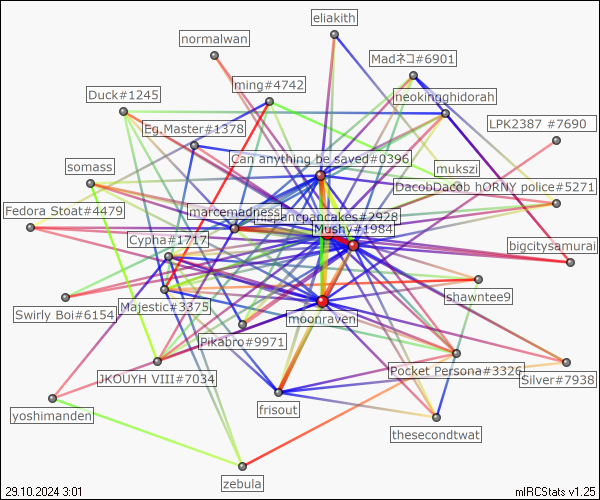 eliakith
normalwan
Madネコ#6901
ming#4742
Duck#1245
neokingghidorah
LPK2387 #7690
Eg.Master#1378
Can anything be saved#0396
mukszi
somass
DacobDacob hORNY police#5271
Fedora Stoat#4479
marcemadness
pancakes#2928
Mushy#1984
Cypha#1717
bigcitysamurai
shawntee9
Majestic#3375
Swirly Boi#6154
moonraven
Pikabro#9971
JKOUYH VIII#7034
Pocket Persona#3326
Silver#7938
frisout
yoshimanden
thesecondtwat
zebula
29.10.2024 3:01
mIRCStats v1.25